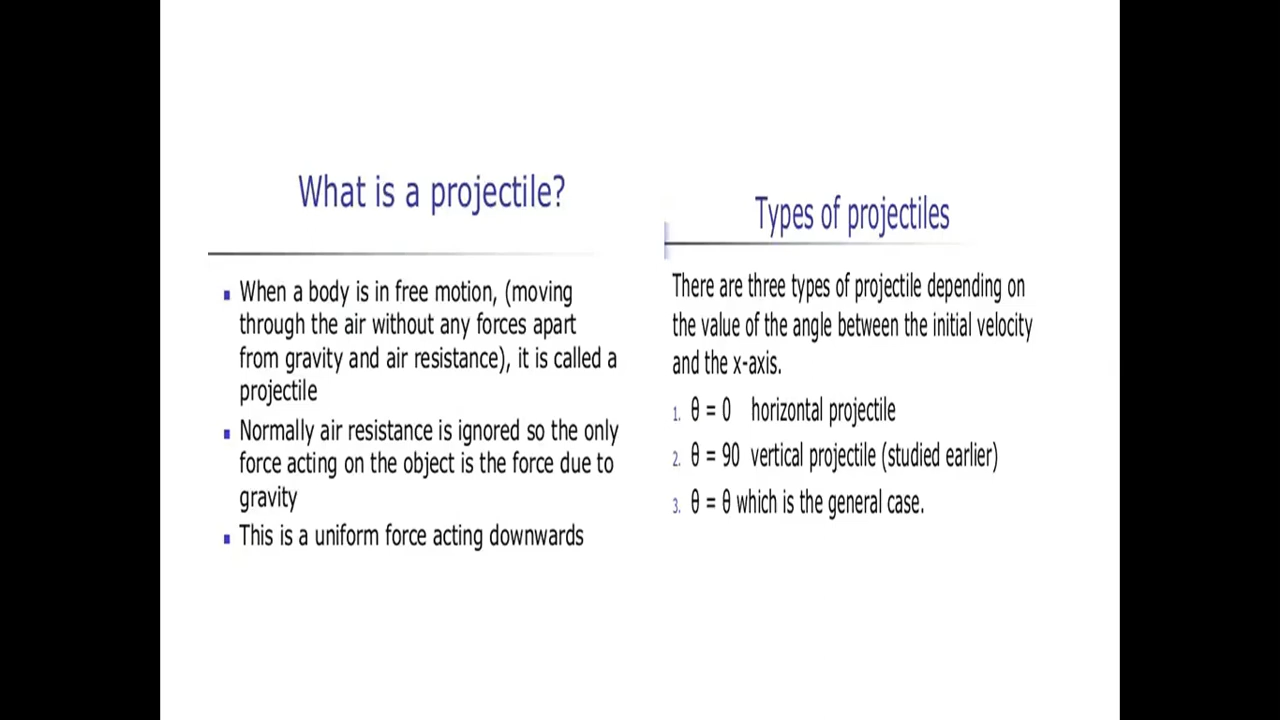 What is a projectile?
▪ When a body is in free motion, (moving
through the air without any forces apart
from gravity and air resistance), it is called a
projectile
▪ Normally air resistance is ignored so the only
force acting on the object is the force due to
gravity
▪ This is a uniform force acting downwards
Types of projectiles
There are three types of projectile depending on
the value of the angle between the initial velocity
and the x-axis.
1. θ = 0 horizontal projectile
2. θ = 90 vertical projectile (studied earlier)
3. θ = θ which is the general case.